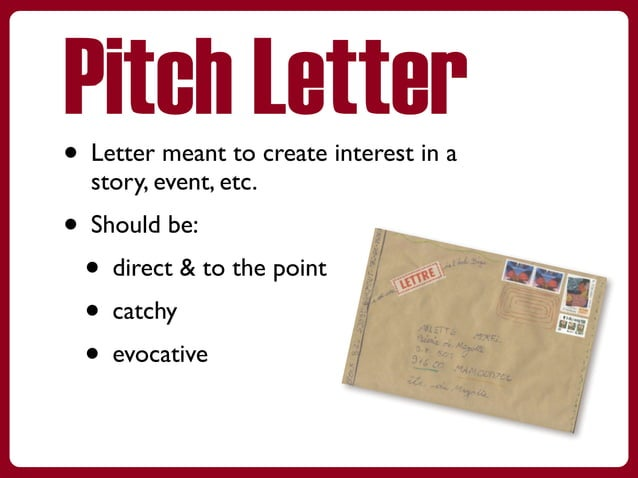 Pitch Letter
• Letter meant to create interest in a
story, event, etc.
• Should be:
• direct & to the point
• catchy
• evocative
LETTRE
ARLETTE